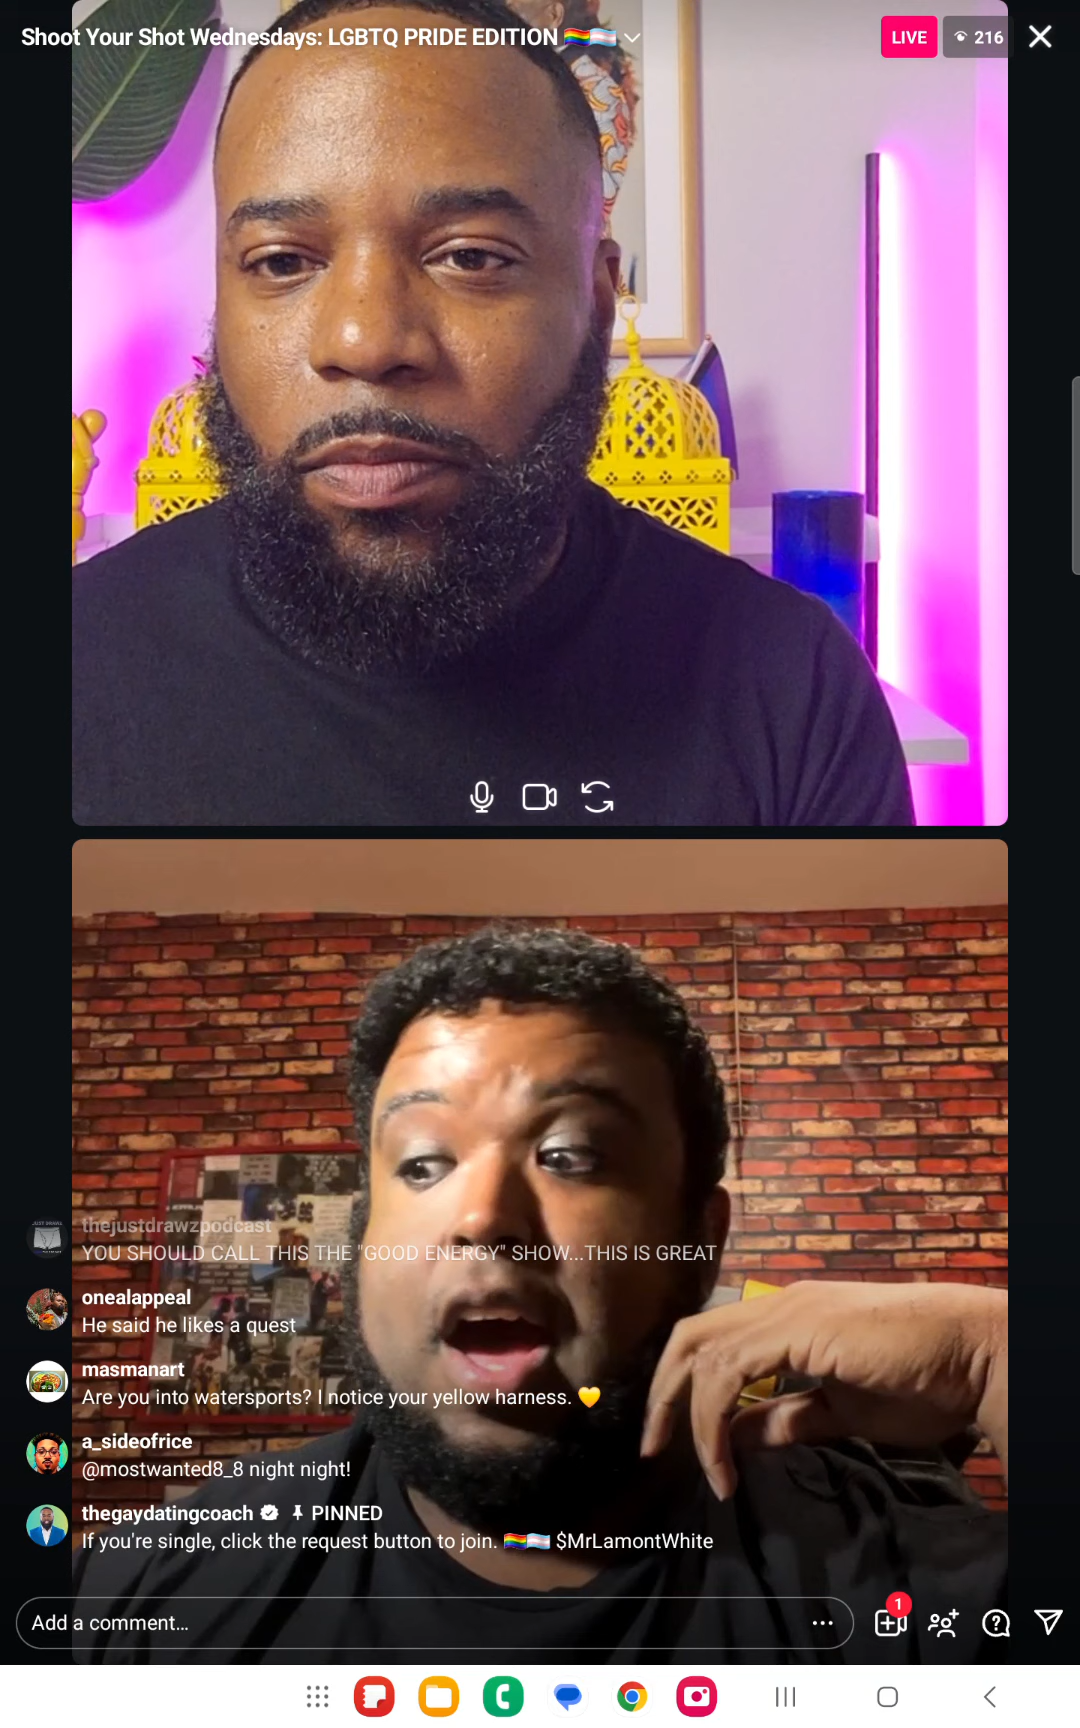 Shoot Your Shot Wednesdays: LGBTQ PRIDE EDITION 🏳️‍🌈🏳️‍⚧️
LIVE
216
thejustdrawzpodcast
YOU SHOULD CALL THIS THE "GOOD ENERGY" SHOW...THIS IS GREAT
onealappeal
He said he likes a quest
masmanart
Are you into watersports? I notice your yellow harness. 💛
a_sideofrice
@mostwanted8_8 night night!
thegaydatingcoach PINNED
If you're single, click the request button to join. 🏳️‍🌈🏳️‍⚧️ $MrLamontWhite
Add a comment...
1